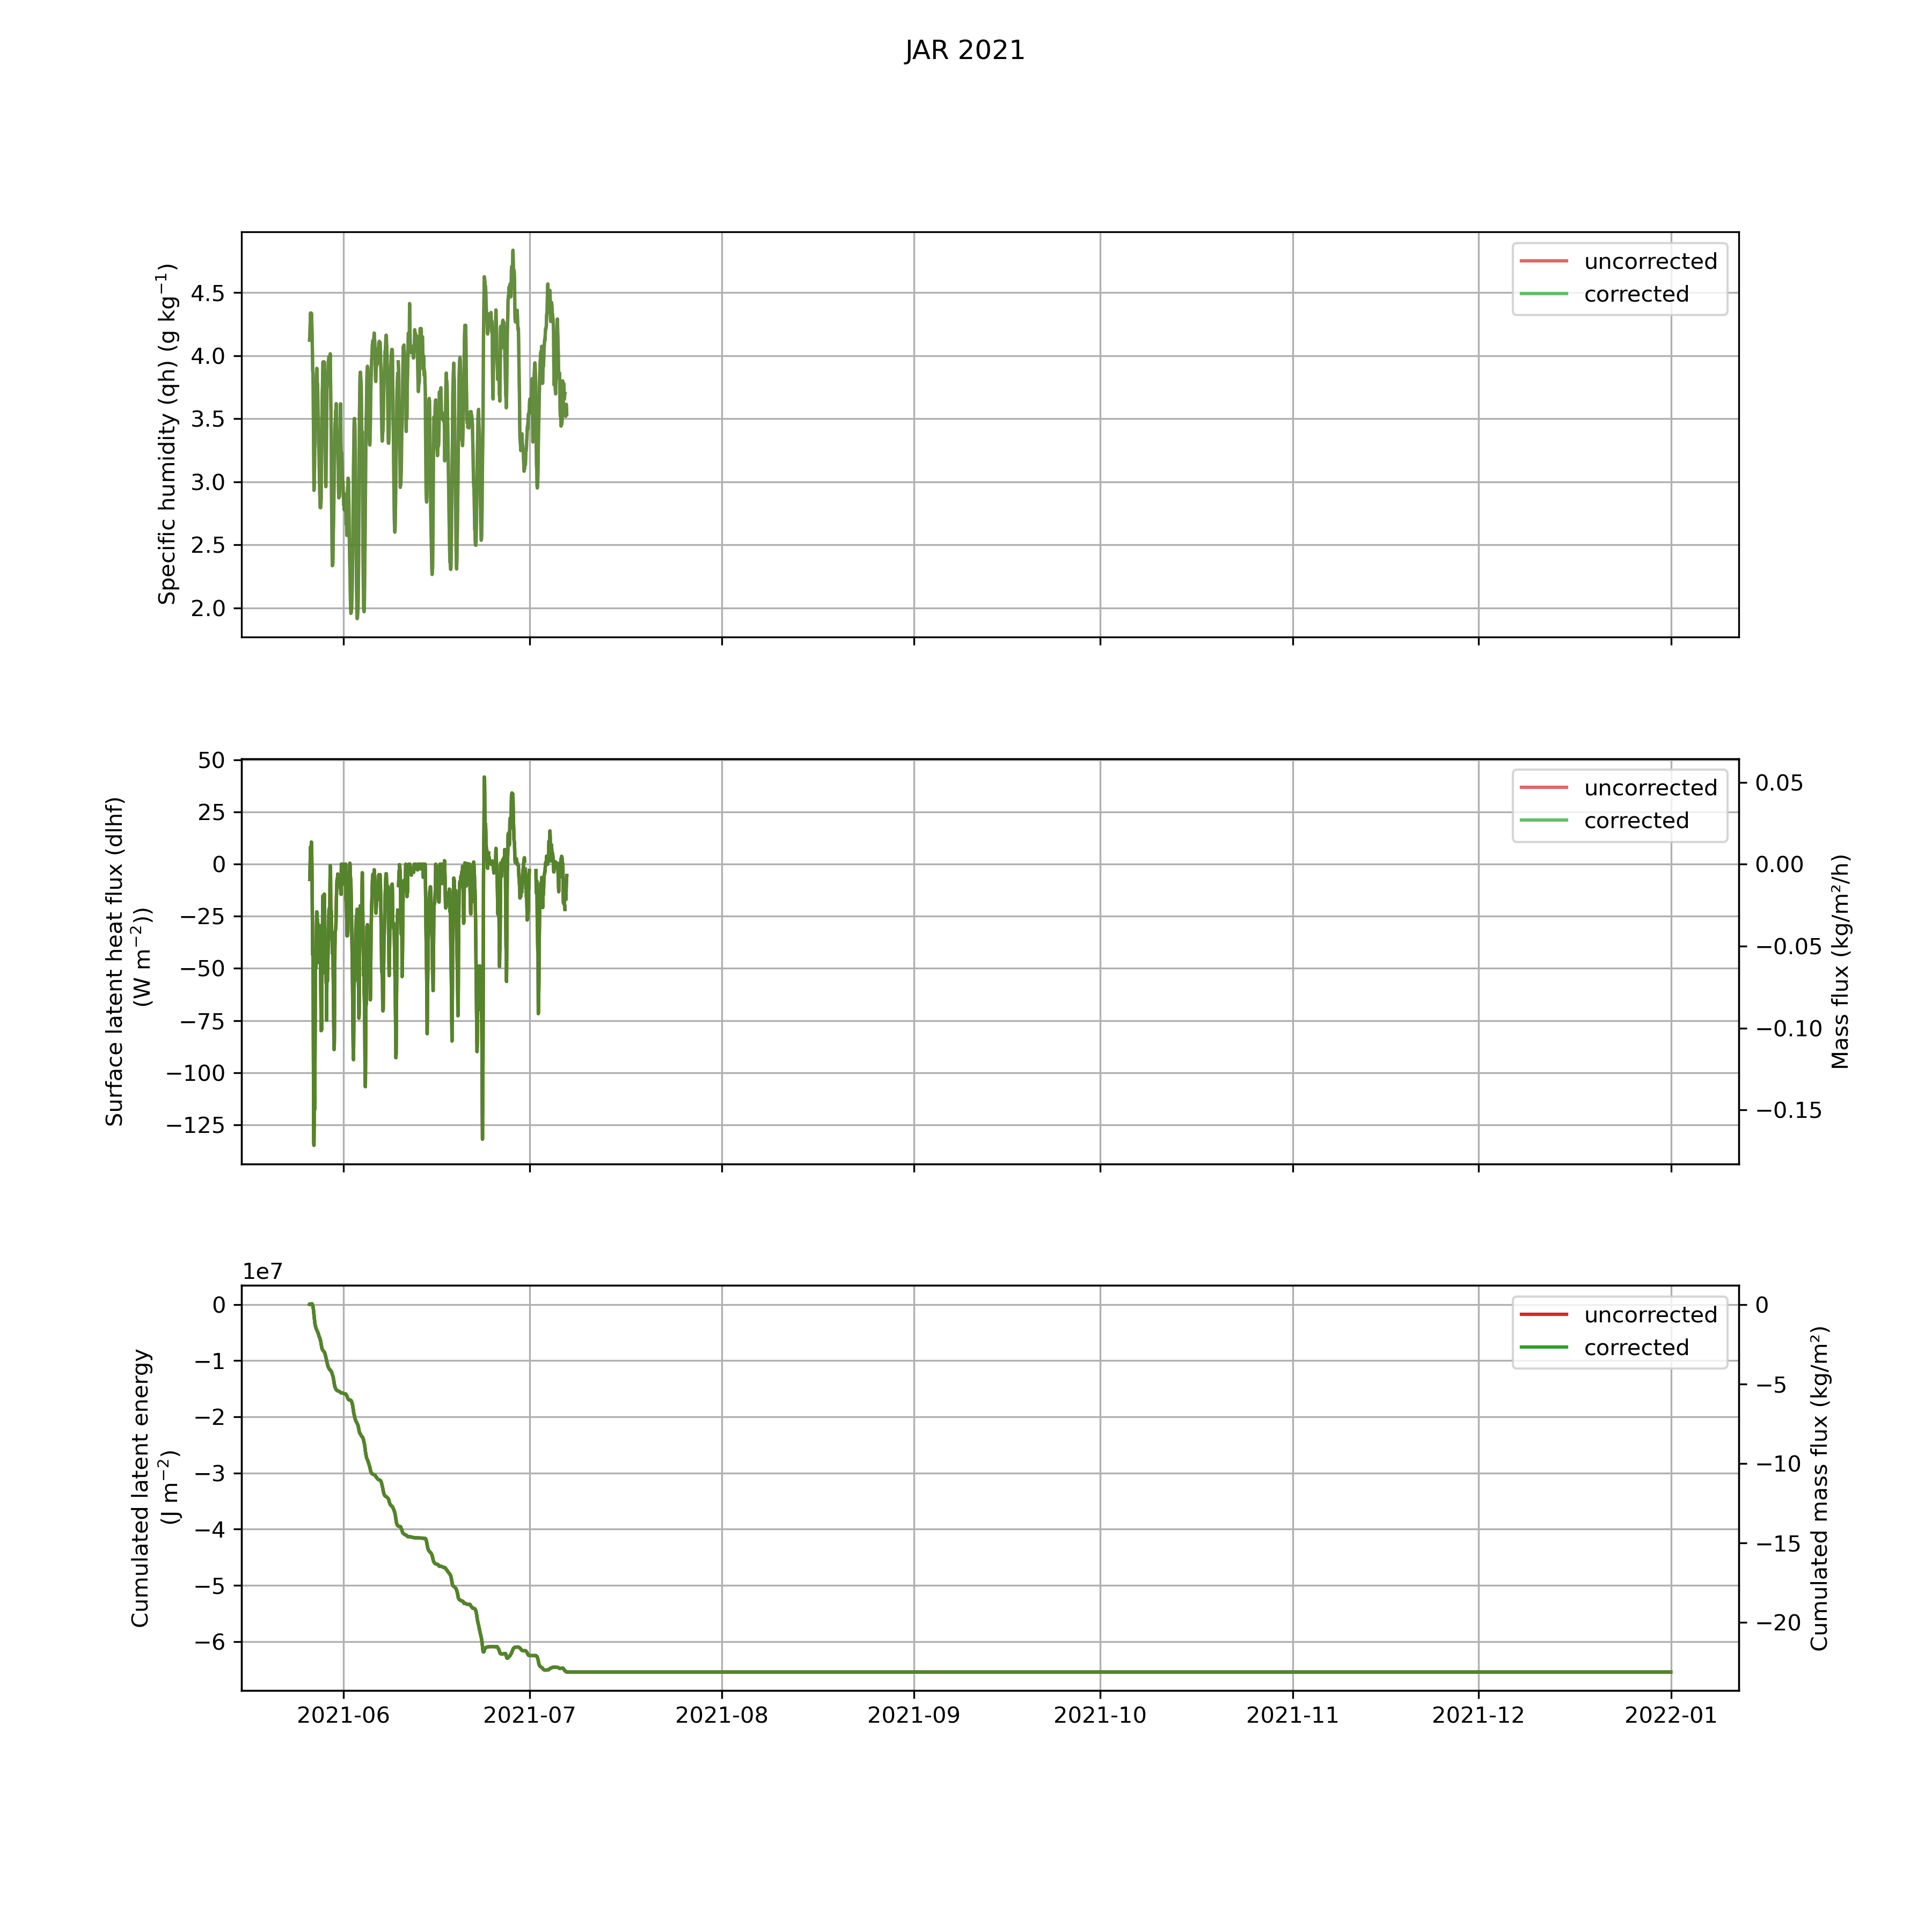 JAR 2021
Specific humidity (qh) (g kg⁻¹)
4.5
4.0
3.5
3.0
2.5
2.0
uncorrected
corrected
Surface latent heat flux (dlhf)
(W m⁻²))
50
25
0
−25
−50
−75
−100
−125
uncorrected
corrected
0.05
0.00
−0.05
−0.10
−0.15
Mass flux (kg/m²/h)
1e7
Cumulated latent energy
(J m⁻²)
0
−1
−2
−3
−4
−5
−6
uncorrected
corrected
0
−5
−10
−15
−20
Cumulated mass flux (kg/m²)
2021-06 2021-07 2021-08 2021-09 2021-10 2021-11 2021-12 2022-01